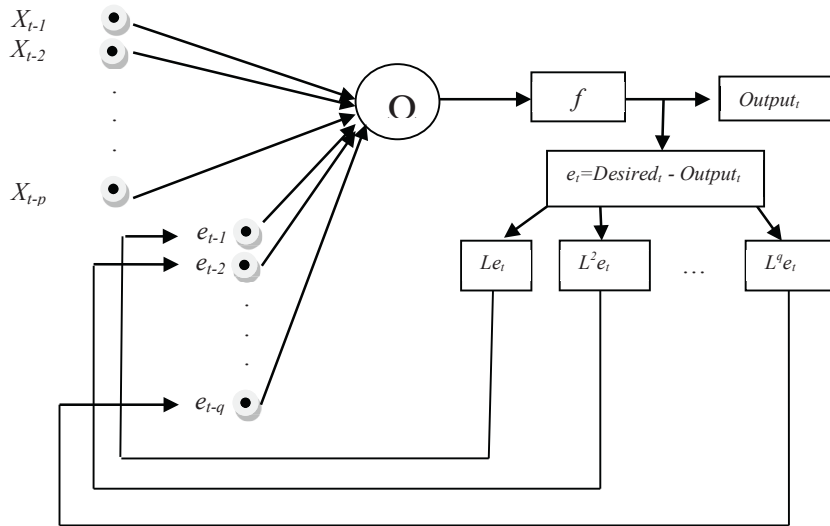 X_{t-1}
X_{t-2}
.
.
.
X_{t-p}
Ω
f
Output_t
e_t=Desired_t - Output_t
Le_t
L^2e_t
...
L^qe_t
e_{t-1}
e_{t-2}
.
.
.
e_{t-q}